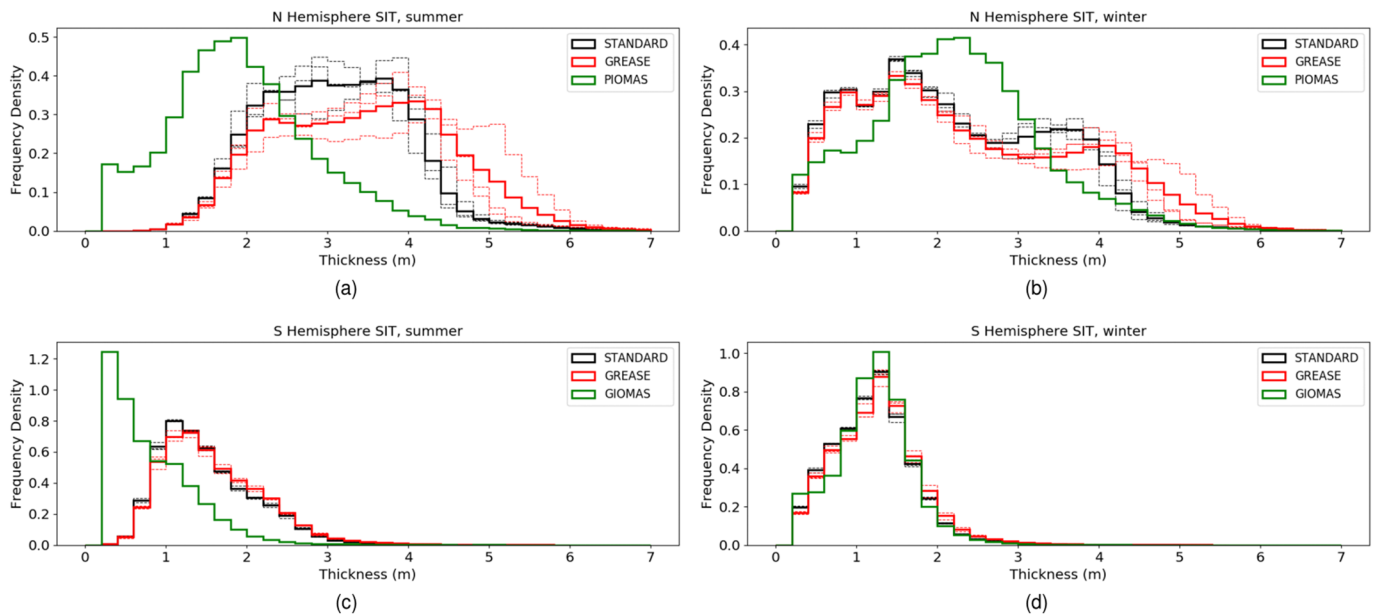 N Hemisphere SIT, summer
0.5
0.4
0.3
0.2
0.1
0.0
Frequency Density
STANDARD
GREASE
PIOMAS
0 1 2 3 4 5 6 7
Thickness (m)
(a)
N Hemisphere SIT, winter
0.4
0.3
0.2
0.1
0.0
Frequency Density
STANDARD
GREASE
PIOMAS
0 1 2 3 4 5 6 7
Thickness (m)
(b)
S Hemisphere SIT, summer
1.2
1.0
0.8
0.6
0.4
0.2
0.0
Frequency Density
STANDARD
GREASE
GIOMAS
0 1 2 3 4 5 6 7
Thickness (m)
(c)
S Hemisphere SIT, winter
1.0
0.8
0.6
0.4
0.2
0.0
Frequency Density
STANDARD
GREASE
GIOMAS
0 1 2 3 4 5 6 7
Thickness (m)
(d)